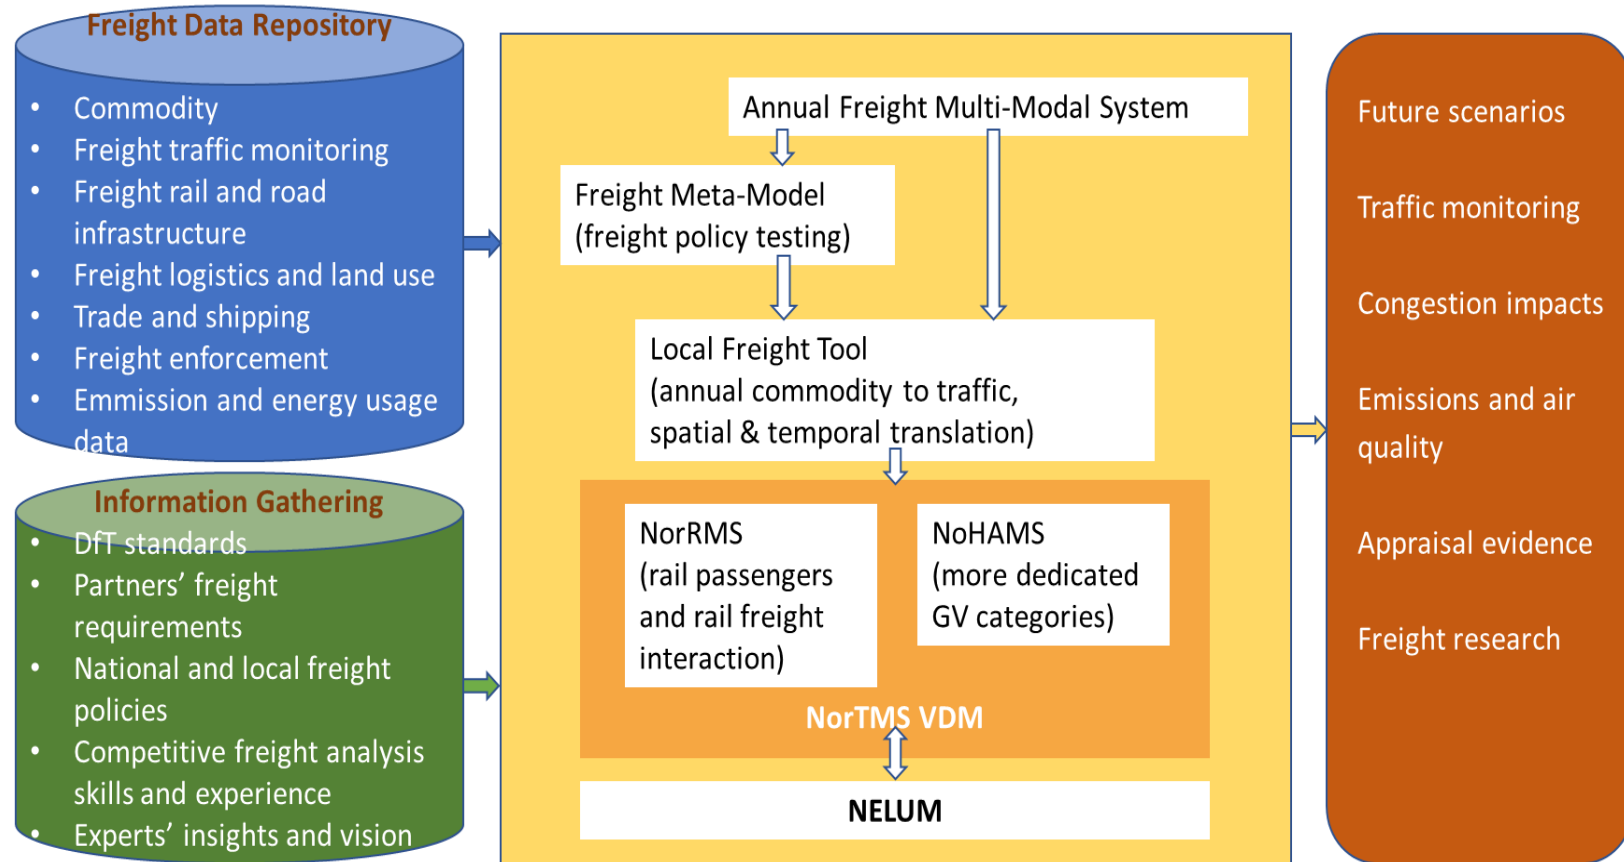 Freight Data Repository
• Commodity
• Freight traffic monitoring
• Freight rail and road
infrastructure
• Freight logistics and land use
• Trade and shipping
• Freight enforcement
• Emmission and energy usage
data
Information Gathering
• DfT standards
• Partners’ freight
requirements
• National and local freight
policies
• Competitive freight analysis
skills and experience
• Experts’ insights and vision
Annual Freight Multi-Modal System
Freight Meta-Model
(freight policy testing)
Local Freight Tool
(annual commodity to traffic,
spatial & temporal translation)
NorRMS
(rail passengers
and rail freight
interaction)
NoHAMS
(more dedicated
GV categories)
NorTMS VDM
NELUM
Future scenarios
Traffic monitoring
Congestion impacts
Emissions and air
quality
Appraisal evidence
Freight research